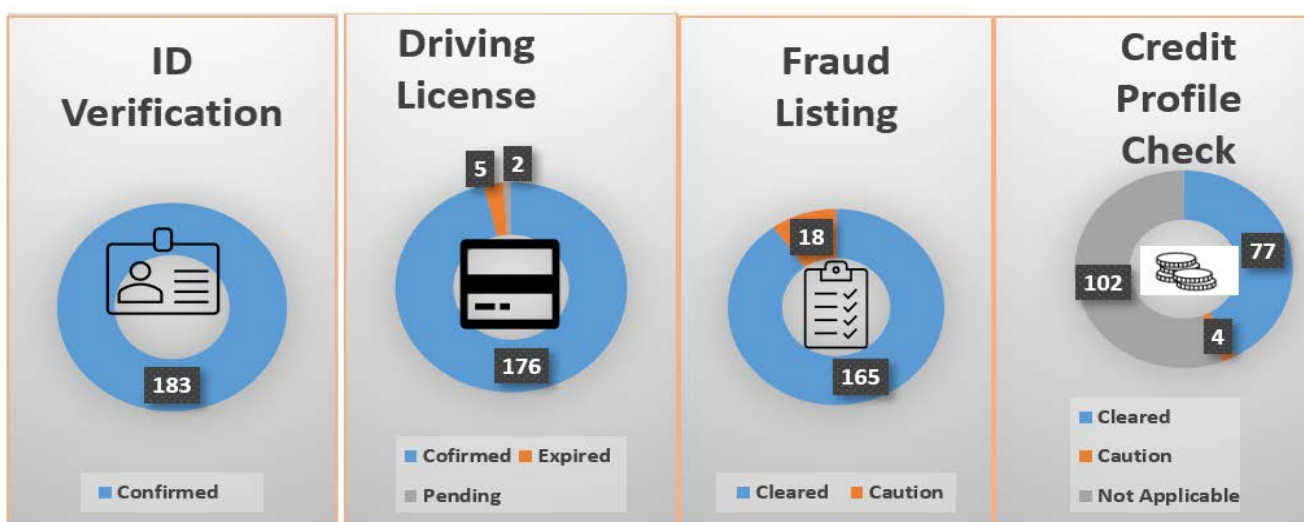 ID
Verification
183
Confirmed
Driving
License
5
2
176
Cofirmed
Expired
Pending
Fraud
Listing
18
165
Cleared
Caution
Credit
Profile
Check
77
102
4
Cleared
Caution
Not Applicable